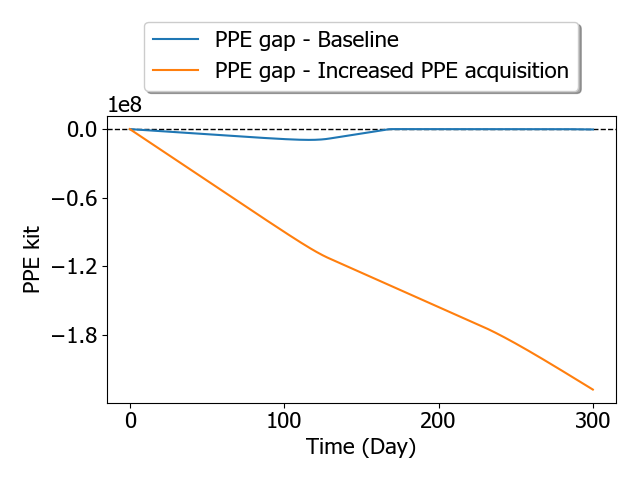 PPE gap - Baseline
PPE gap - Increased PPE acquisition
1e8
0.0
−0.6
−1.2
−1.8
PPE kit
0 100 200 300
Time (Day)